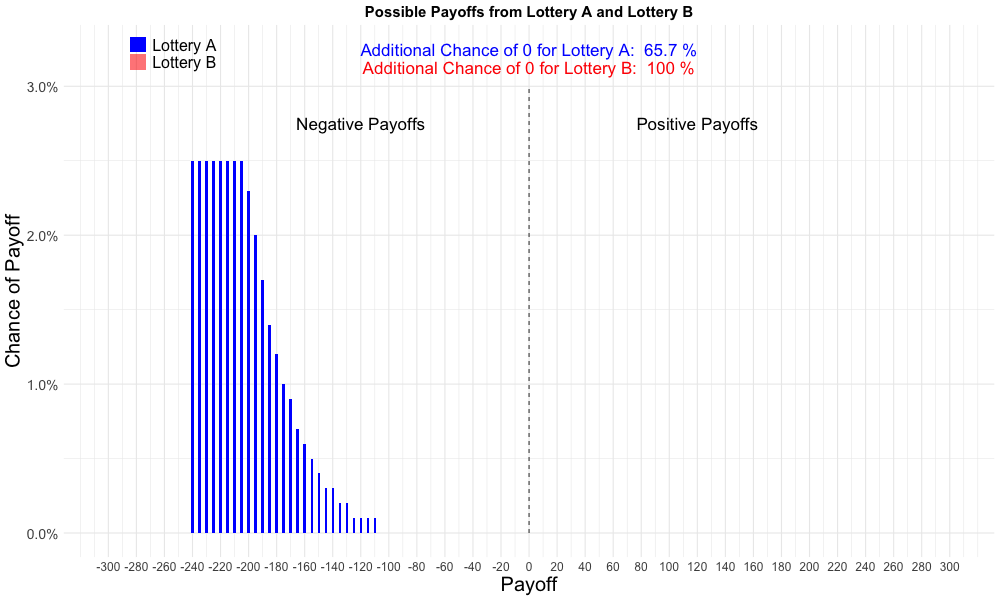 Possible Payoffs from Lottery A and Lottery B
Lottery A
Lottery B
Additional Chance of 0 for Lottery A:  65.7 %
Additional Chance of 0 for Lottery B:  100 %
Negative Payoffs
Positive Payoffs
Chance of Payoff
3.0%
2.0%
1.0%
0.0%
-300 -280 -260 -240 -220 -200 -180 -160 -140 -120 -100 -80 -60 -40 -20 0 20 40 60 80 100 120 140 160 180 200 220 240 260 280 300
Payoff